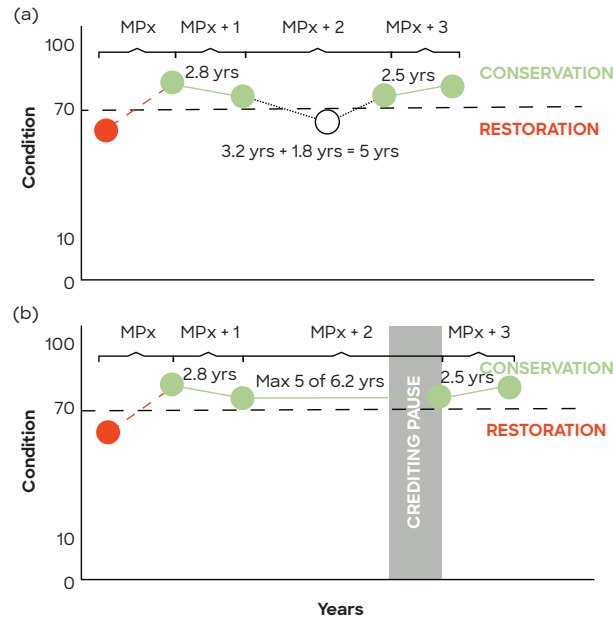 (a)
MPx
MPx + 1
MPx + 2
MPx + 3
100
2.8 yrs
2.5 yrs
CONSERVATION
70
RESTORATION
3.2 yrs + 1.8 yrs = 5 yrs
Condition
10
0
(b)
MPx
MPx + 1
MPx + 2
MPx + 3
100
2.8 yrs
Max 5 of 6.2 yrs
2.5 yrs
CONSERVATION
70
RESTORATION
CREDITING PAUSE
Condition
10
0
Years